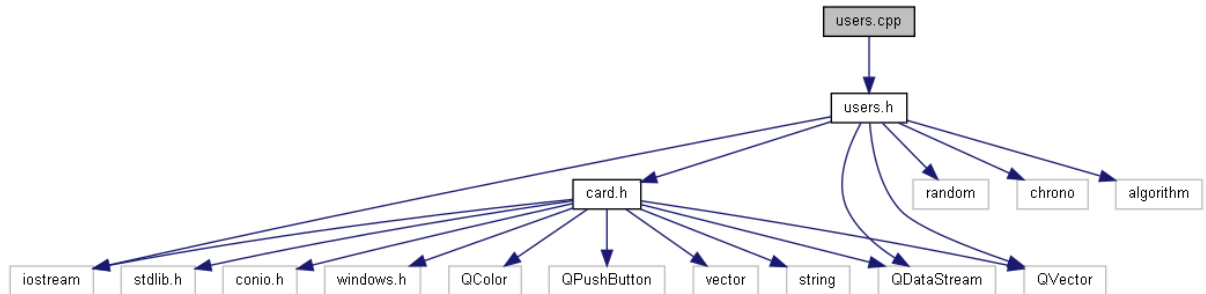 users.cpp
users.h
card.h
random
chrono
algorithm
iostream
stdlib.h
conio.h
windows.h
QColor
QPushButton
vector
string
QDataStream
QVector